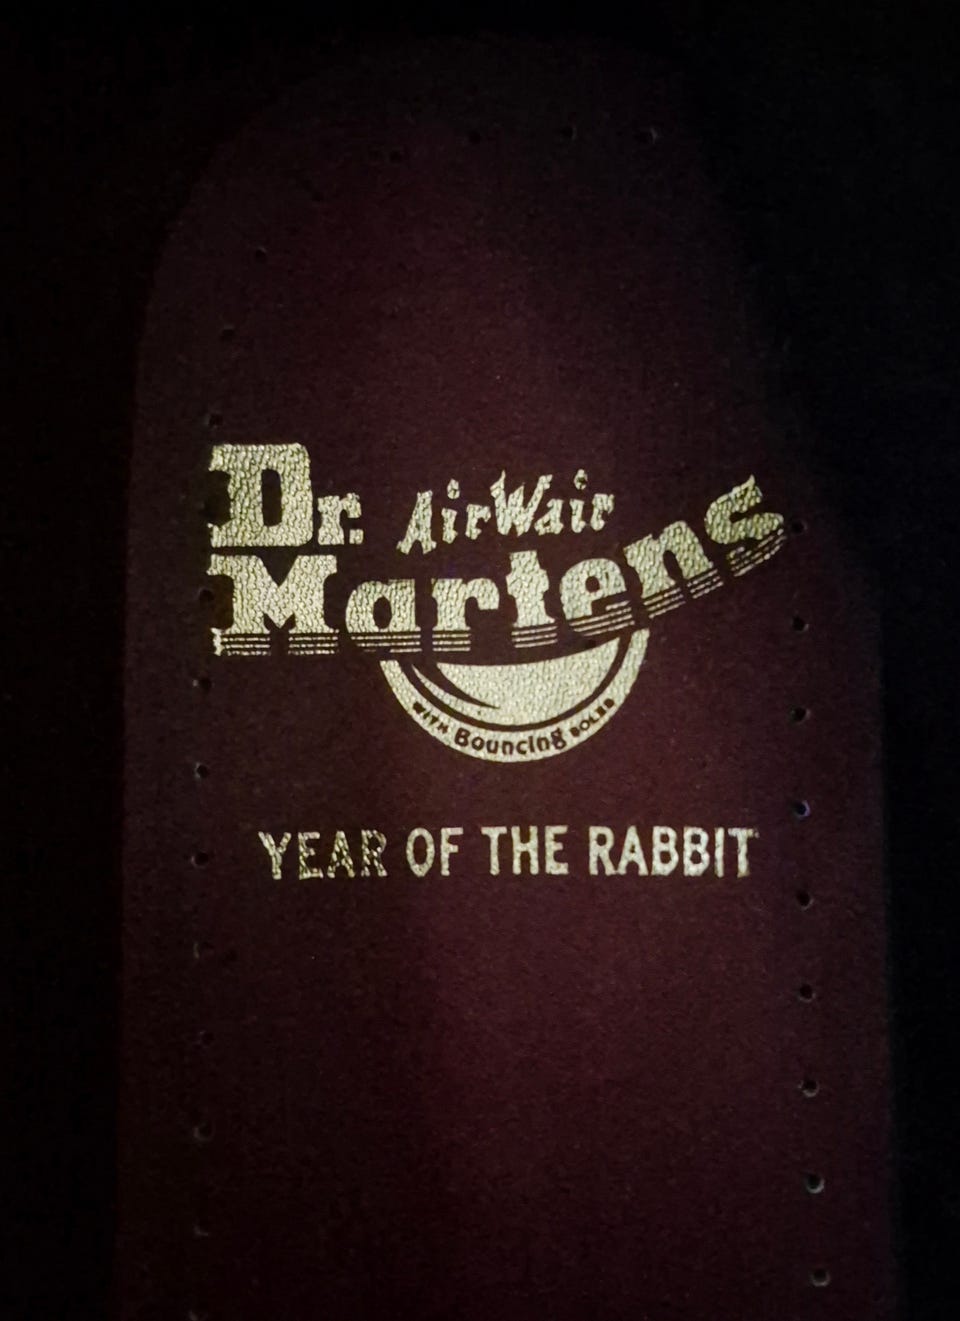 Dr. AirWair
Martens
WITH Bouncing SOLES
YEAR OF THE RABBIT